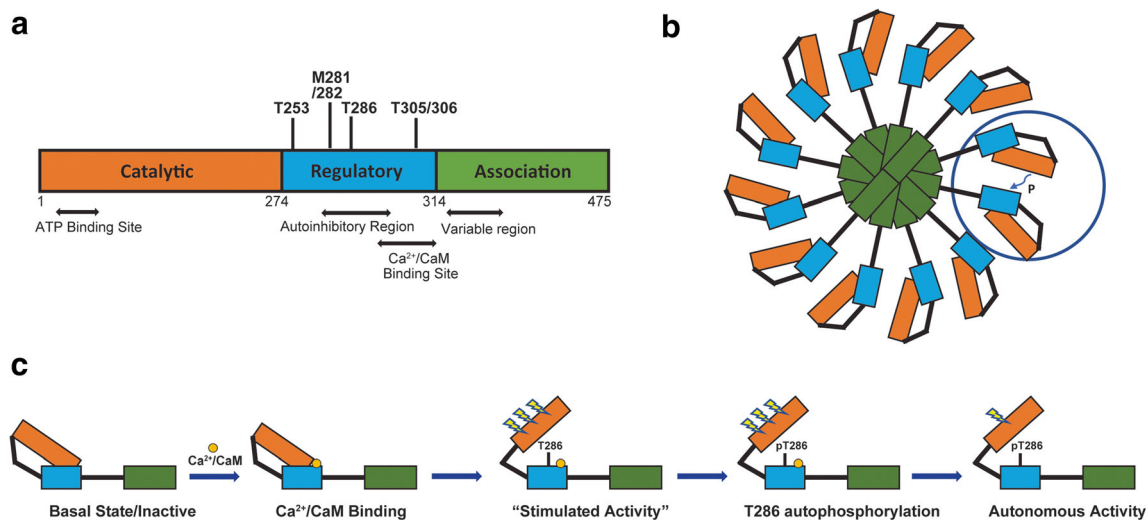 a
M281
/282
T253
T286
T305/306
Catalytic
Regulatory
Association
1
274
314
475
ATP Binding Site
Autoinhibitory Region
Variable region
Ca²⁺/CaM
Binding Site
b
P
c
Ca²⁺/CaM
T286
pT286
pT286
Basal State/Inactive
Ca²⁺/CaM Binding
“Stimulated Activity”
T286 autophosphorylation
Autonomous Activity